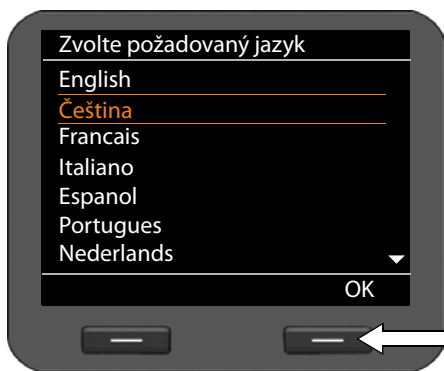 Zvolte požadovaný jazyk
English
Čeština
Francais
Italiano
Espanol
Portugues
Nederlands
OK